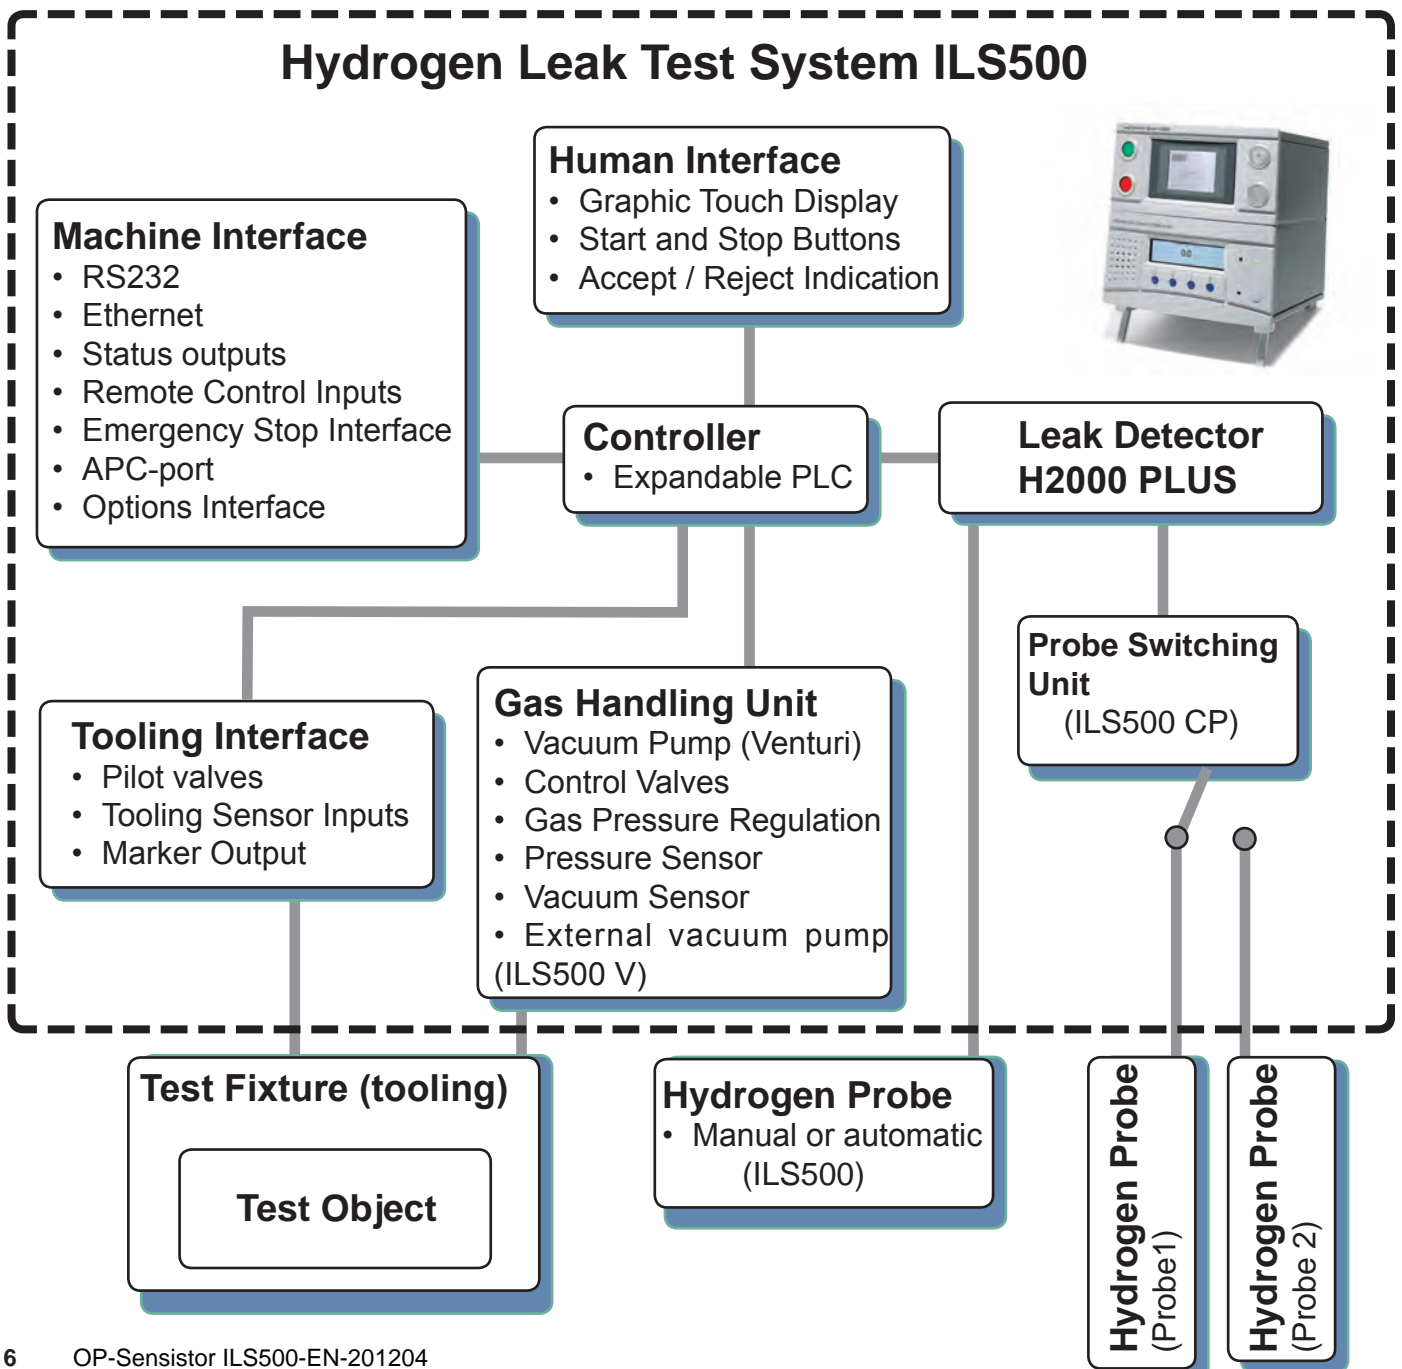 Hydrogen Leak Test System ILS500
Human Interface
• Graphic Touch Display
• Start and Stop Buttons
• Accept / Reject Indication
Machine Interface
• RS232
• Ethernet
• Status outputs
• Remote Control Inputs
• Emergency Stop Interface
• APC-port
• Options Interface
Controller
• Expandable PLC
Leak Detector
H2000 PLUS
Probe Switching
Unit
(ILS500 CP)
Tooling Interface
• Pilot valves
• Tooling Sensor Inputs
• Marker Output
Gas Handling Unit
• Vacuum Pump (Venturi)
• Control Valves
• Gas Pressure Regulation
• Pressure Sensor
• Vacuum Sensor
• External vacuum pump
(ILS500 V)
Test Fixture (tooling)
Test Object
Hydrogen Probe
• Manual or automatic
(ILS500)
Hydrogen Probe
(Probe1)
Hydrogen Probe
(Probe 2)
0.0
6 OP-Sensistor ILS500-EN-201204